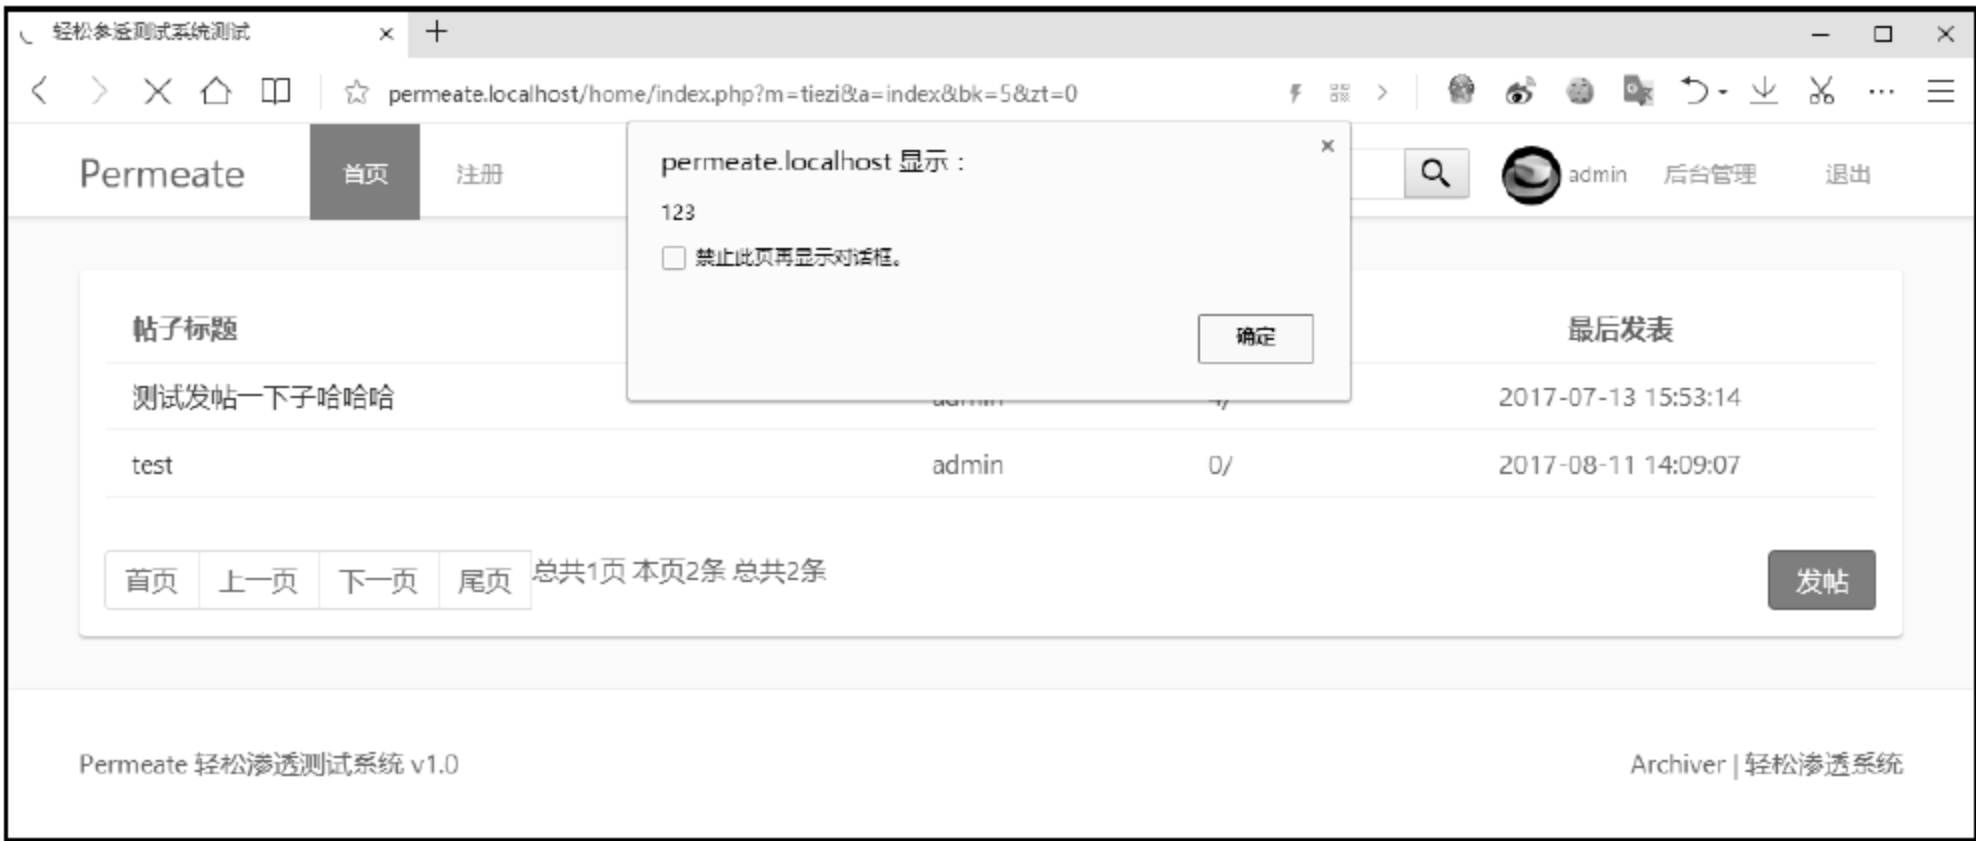 轻松参透测试系统测试
permeate.localhost/home/index.php?m=tiezi&a=index&bk=5&zt=0
Permeate 首页 注册 admin 后台管理 退出
permeate.localhost 显示：
123
禁止此页再显示对话框。
确定
帖子标题 最后发表
测试发帖一下子哈哈哈 2017-07-13 15:53:14
test admin 0/ 2017-08-11 14:09:07
首页 上一页 下一页 尾页 总共1页 本页2条 总共2条 发帖
Permeate 轻松渗透测试系统 v1.0 Archiver | 轻松渗透系统